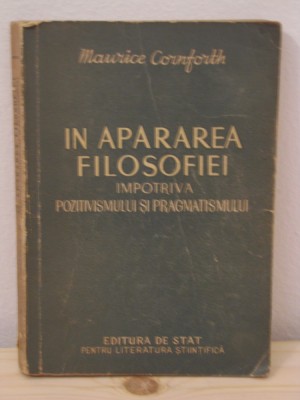 Maurice Cornforth
IN APARAREA
FILOSOFIEI
IMPOTRIVA
POZITIVISMULUI ȘI PRAGMATISMULUI
EDITURA DE STAT
PENTRU LITERATURA ȘTIINȚIFICĂ